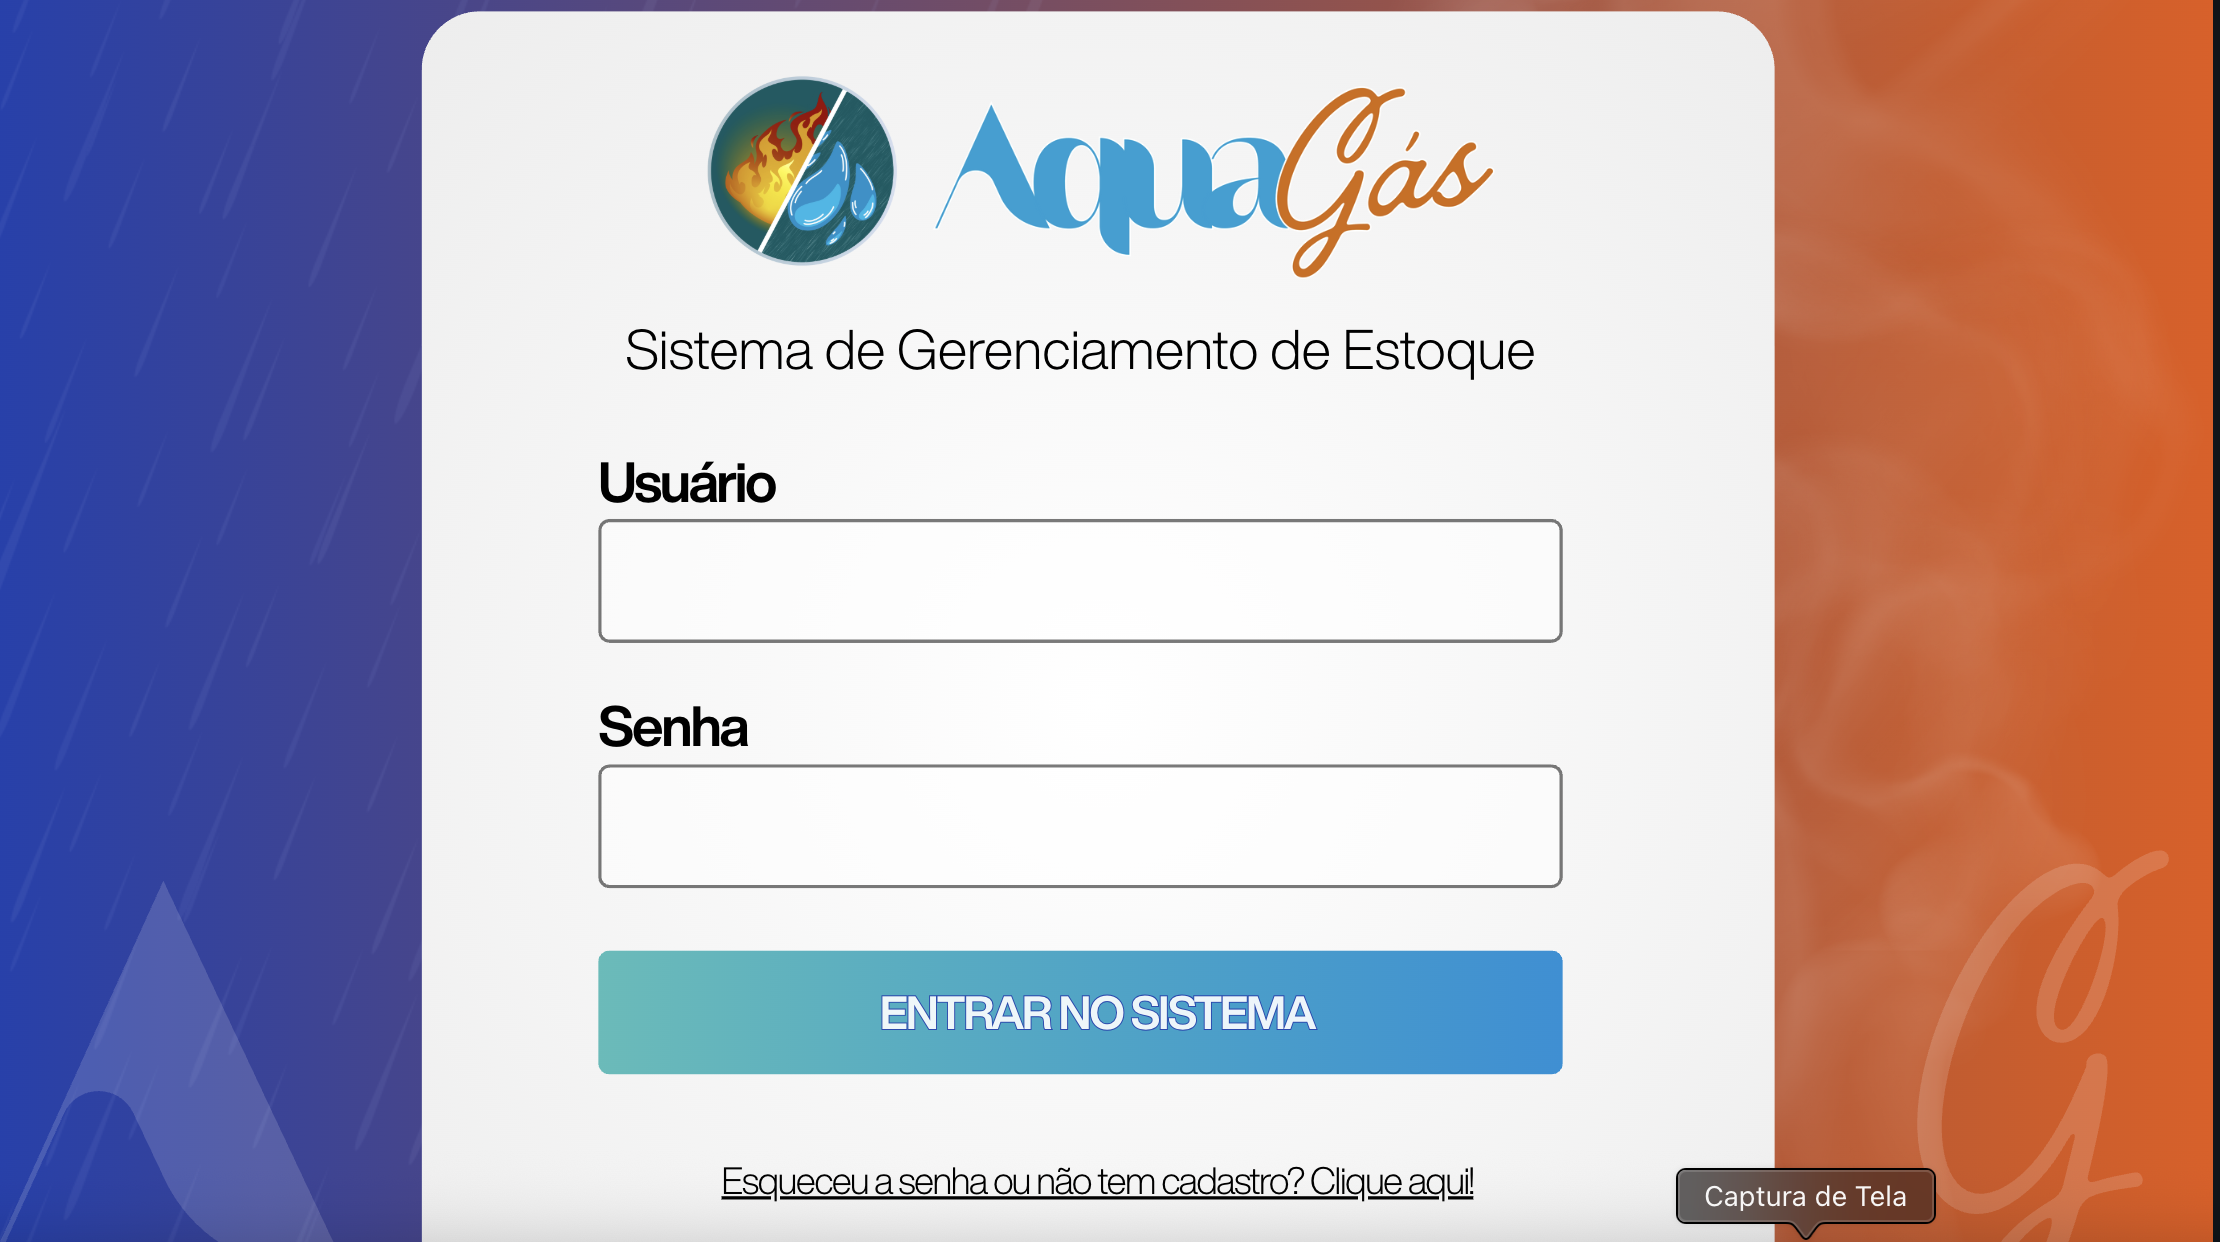 AquaGás
Sistema de Gerenciamento de Estoque
Usuário
Senha
ENTRAR NO SISTEMA
Esqueceu a senha ou não tem cadastro? Clique aqui!
Captura de Tela
A
G